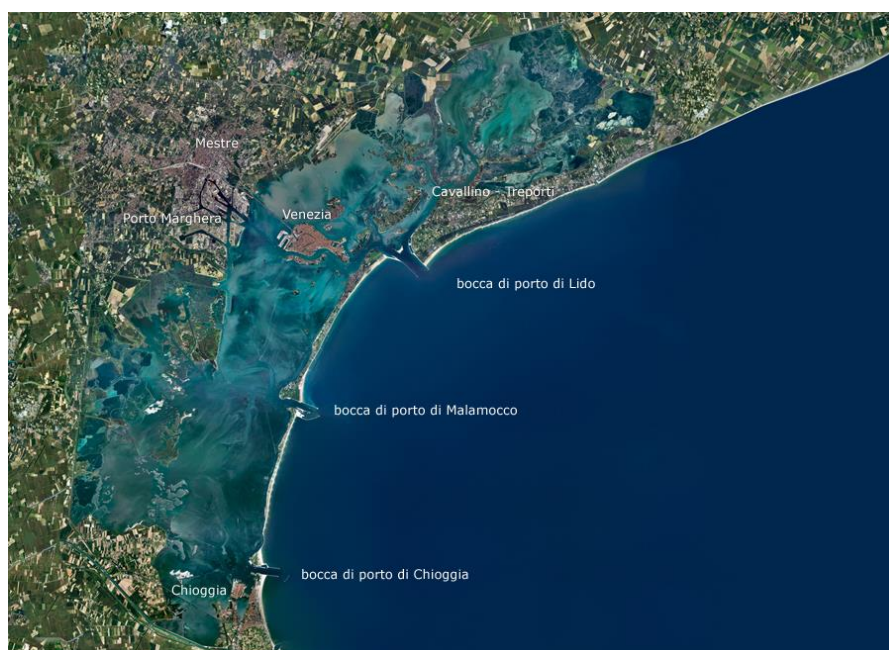 Mestre
Cavallino - Treporti
Porto Marghera
Venezia
bocca di porto di Lido
bocca di porto di Malamocco
bocca di porto di Chioggia
Chioggia